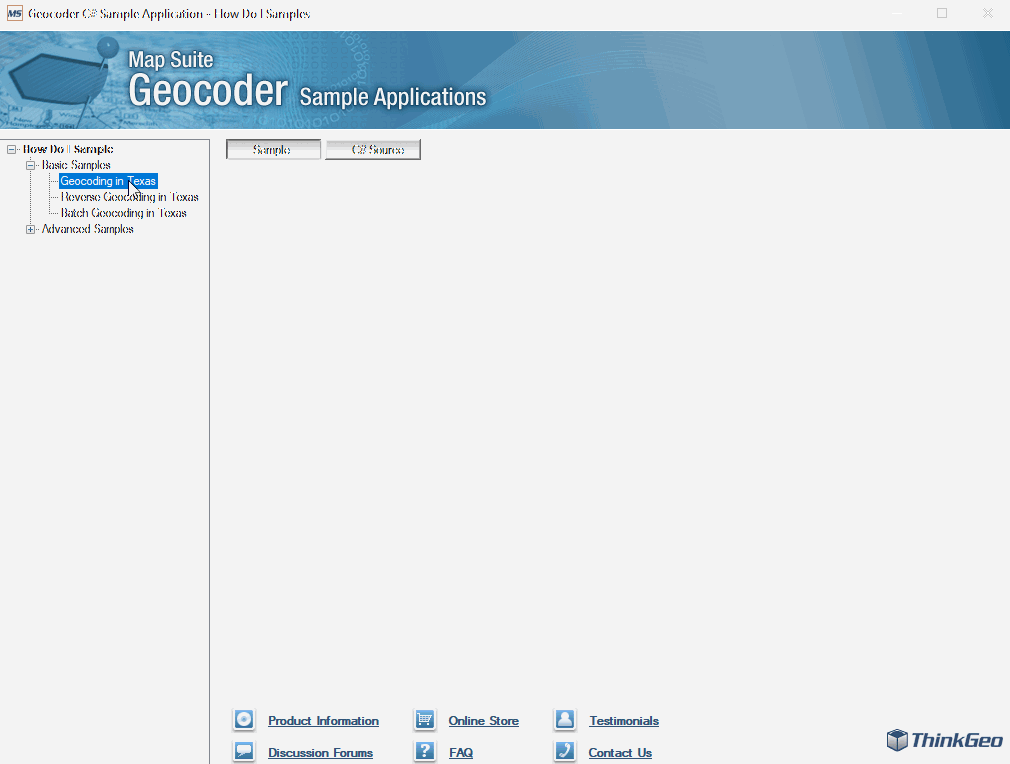 MS Geocoder C# Sample Application - How Do I Samples
Map Suite
Geocoder Sample Applications
How Do I Sample
Basic Samples
Geocoding in Texas
Reverse Geocoding in Texas
Batch Geocoding in Texas
Advanced Samples
Sample C# Source
Product Information Online Store Testimonials
Discussion Forums ? FAQ Contact Us
ThinkGeo